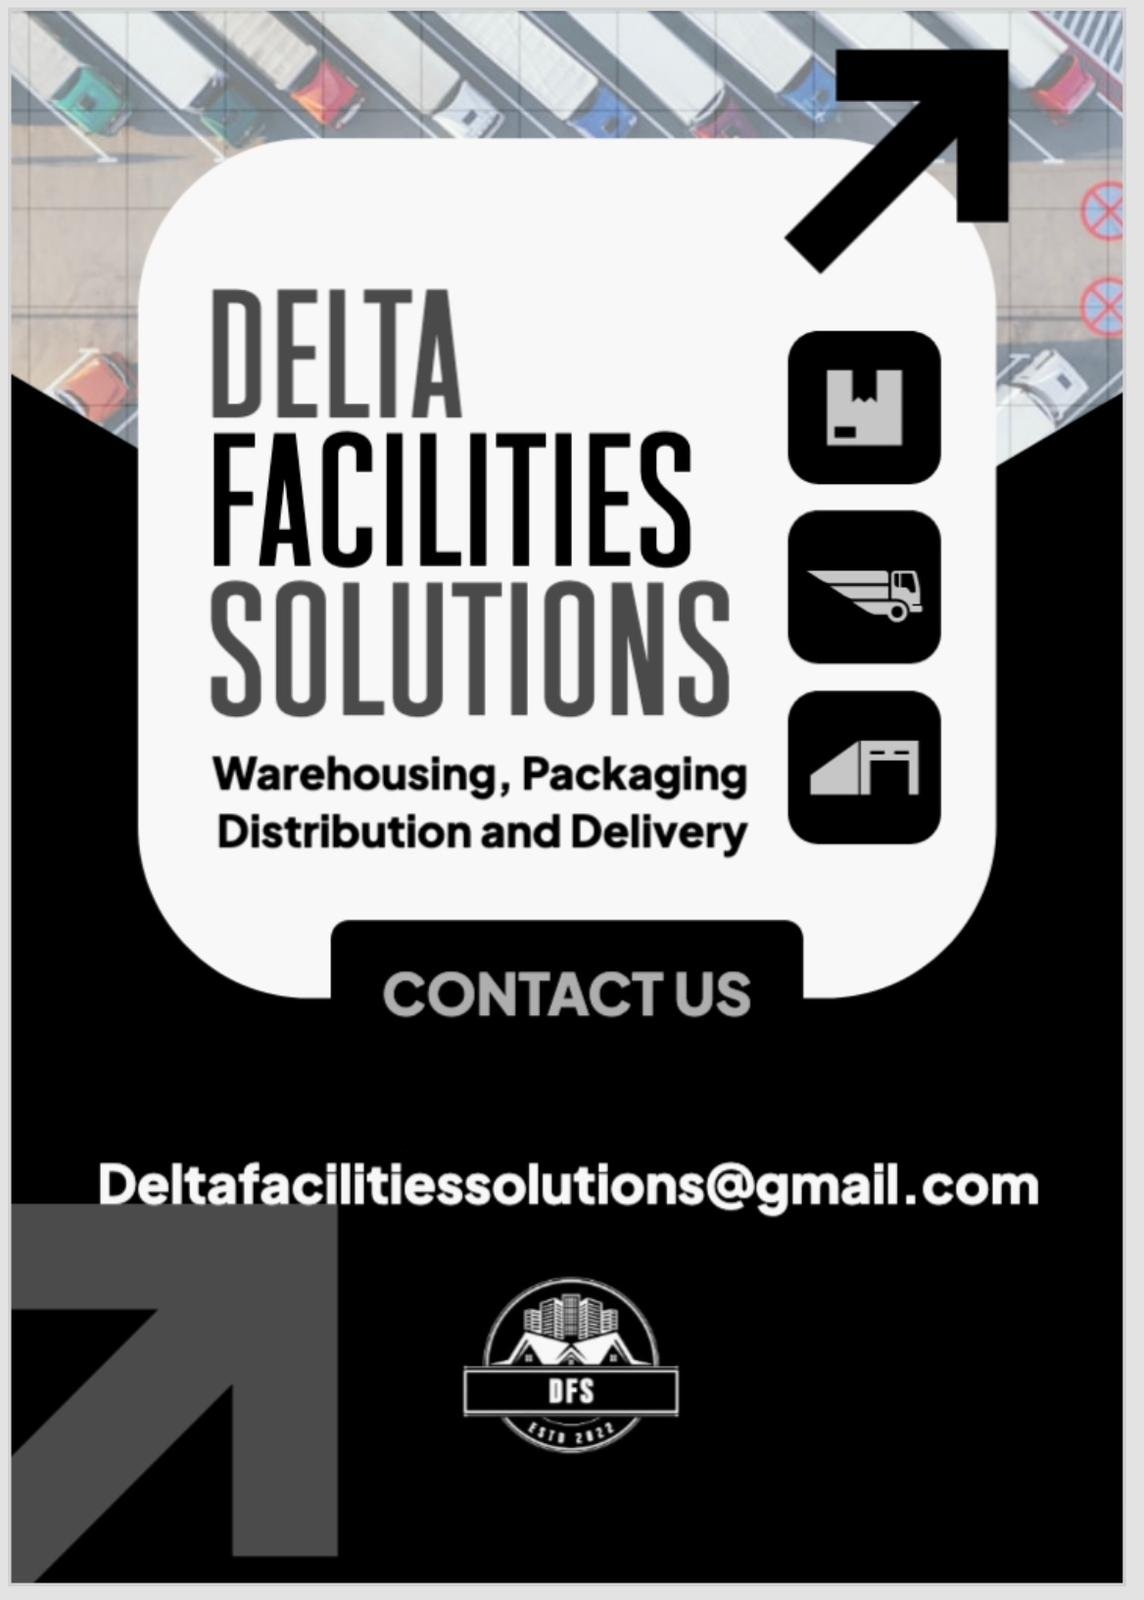 DELTA
FACILITIES
SOLUTIONS
Warehousing, Packaging
Distribution and Delivery
CONTACT US
Deltafacilitiessolutions@gmail.com
DFS
ESTD 2022